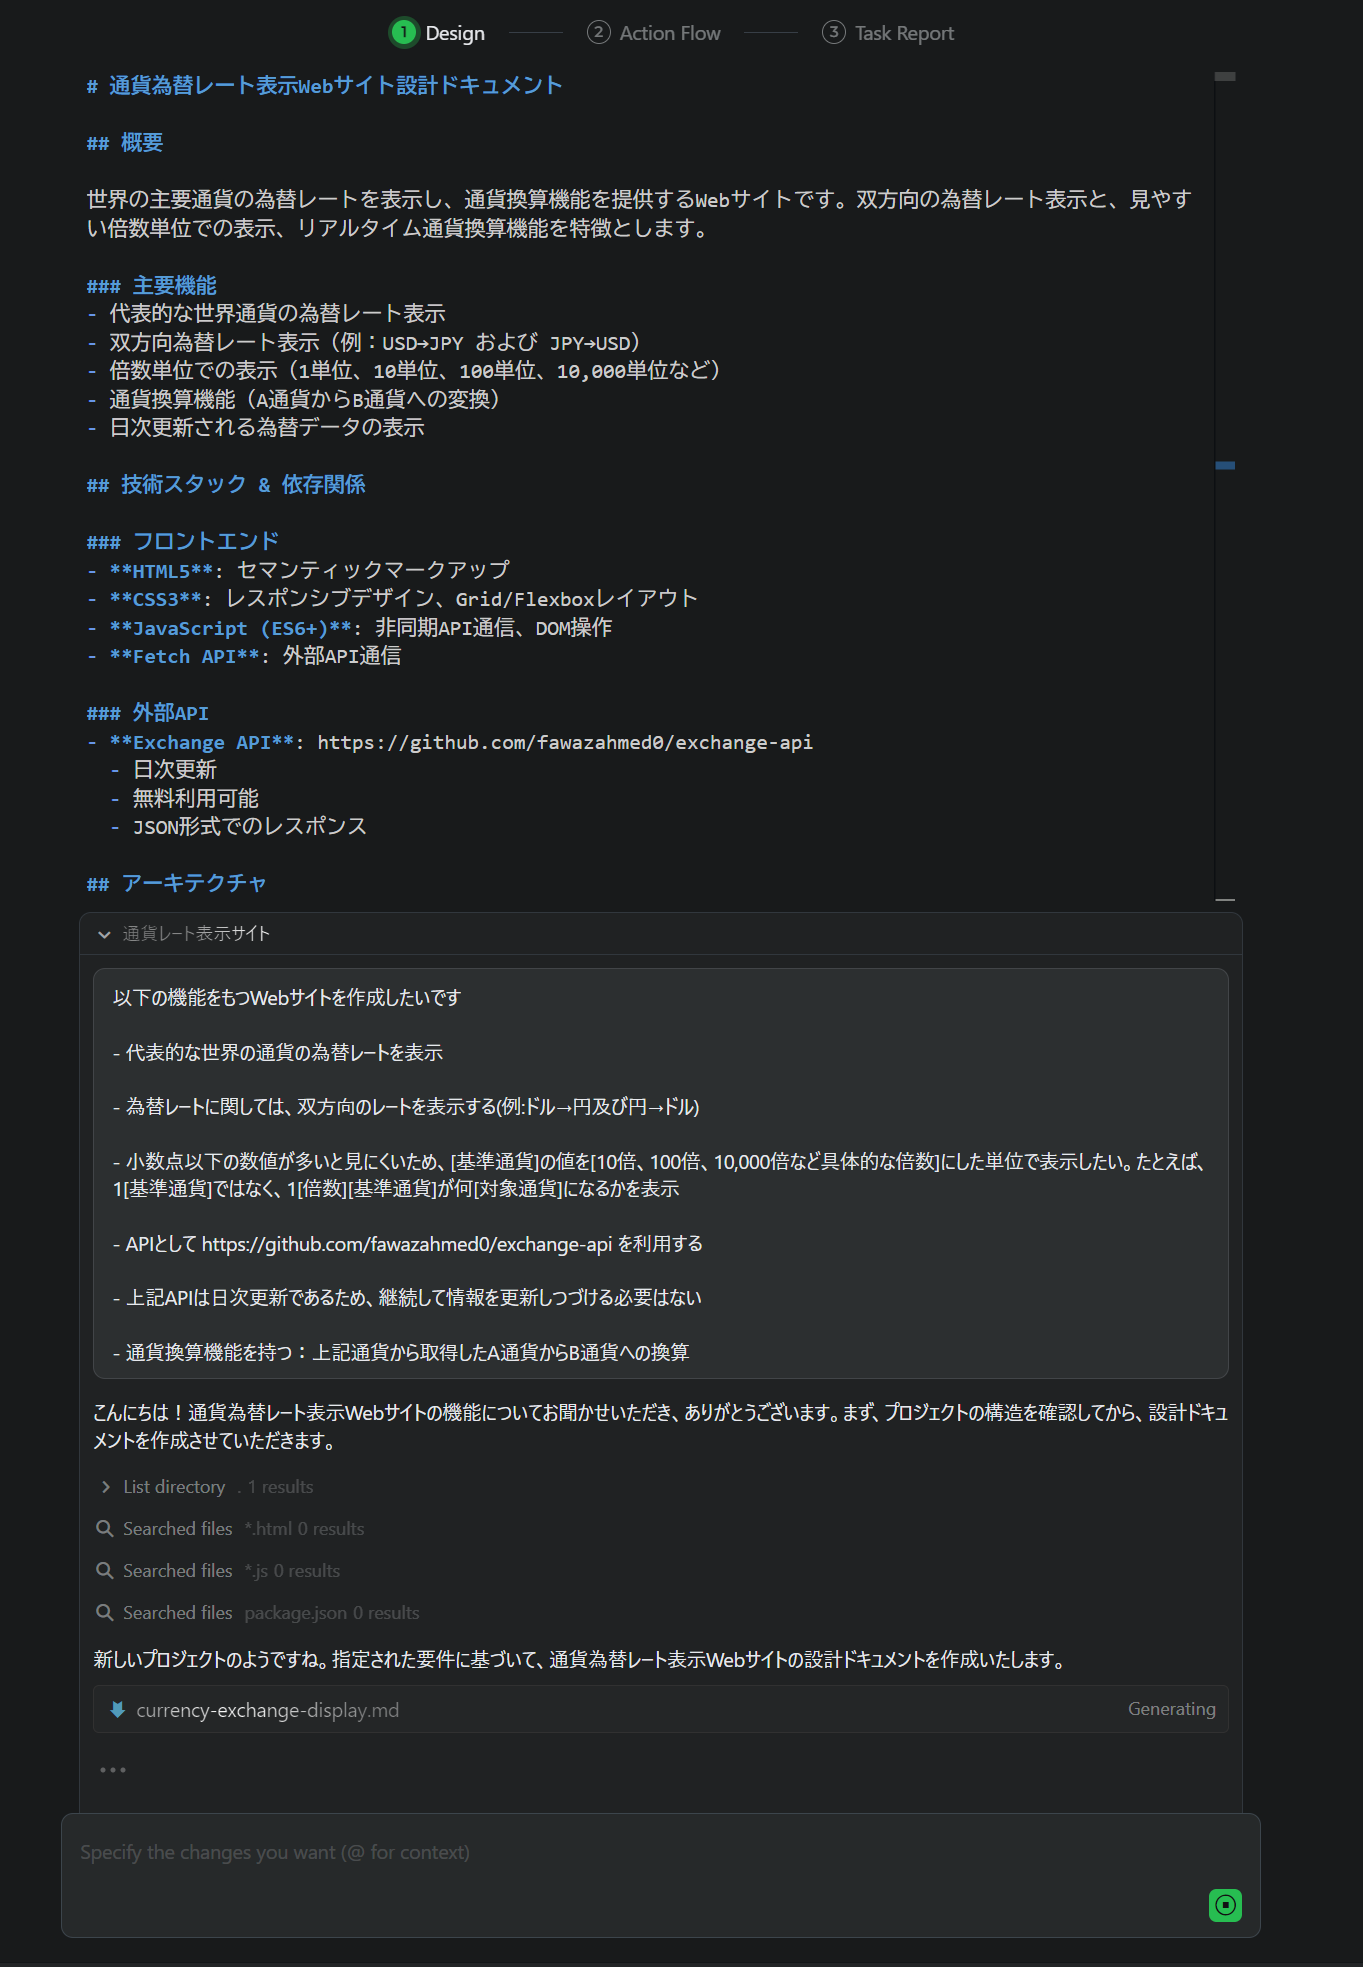 1 Design 2 Action Flow 3 Task Report
# 通貨為替レート表示Webサイト設計ドキュメント
## 概要
世界の主要通貨の為替レートを表示し、通貨換算機能を提供するWebサイトです。双方向の為替レート表示と、見やす
い倍数単位での表示、リアルタイム通貨換算機能を特徴とします。
### 主要機能
- 代表的な世界通貨の為替レート表示
- 双方向為替レート表示（例：USD→JPY および JPY→USD）
- 倍数単位での表示（1単位、10単位、100単位、10,000単位など）
- 通貨換算機能（A通貨からB通貨への変換）
- 日次更新される為替データの表示
## 技術スタック & 依存関係
### フロントエンド
- **HTML5**: セマンティックマークアップ
- **CSS3**: レスポンシブデザイン、Grid/Flexboxレイアウト
- **JavaScript (ES6+)**: 非同期API通信、DOM操作
- **Fetch API**: 外部API通信
### 外部API
- **Exchange API**: https://github.com/fawazahmed0/exchange-api
- 日次更新
- 無料利用可能
- JSON形式でのレスポンス
## アーキテクチャ
通貨レート表示サイト
以下の機能をもつWebサイトを作成したいです
- 代表的な世界の通貨の為替レートを表示
- 為替レートに関しては、双方向のレートを表示する(例:ドル→円及び円→ドル)
- 小数点以下の数値が多いと見にくいため、[基準通貨]の値を[10倍、100倍、10,000倍など具体的な倍数]にした単位で表示したい。たとえば、
1[基準通貨]ではなく、1[倍数][基準通貨]が何[対象通貨]になるかを表示
- APIとして https://github.com/fawazahmed0/exchange-api を利用する
- 上記APIは日次更新であるため、継続して情報を更新しつづける必要はない
- 通貨換算機能を持つ：上記通貨から取得したA通貨からB通貨への換算
こんにちは！通貨為替レート表示Webサイトの機能についてお聞かせいただき、ありがとうございます。まず、プロジェクトの構造を確認してから、設計ドキュ
メントを作成させていただきます。
List directory . 1 results
Searched files *.html 0 results
Searched files *.js 0 results
Searched files package.json 0 results
新しいプロジェクトのようですね。指定された要件に基づいて、通貨為替レート表示Webサイトの設計ドキュメントを作成いたします。
currency-exchange-display.md Generating
Specify the changes you want (@ for context)